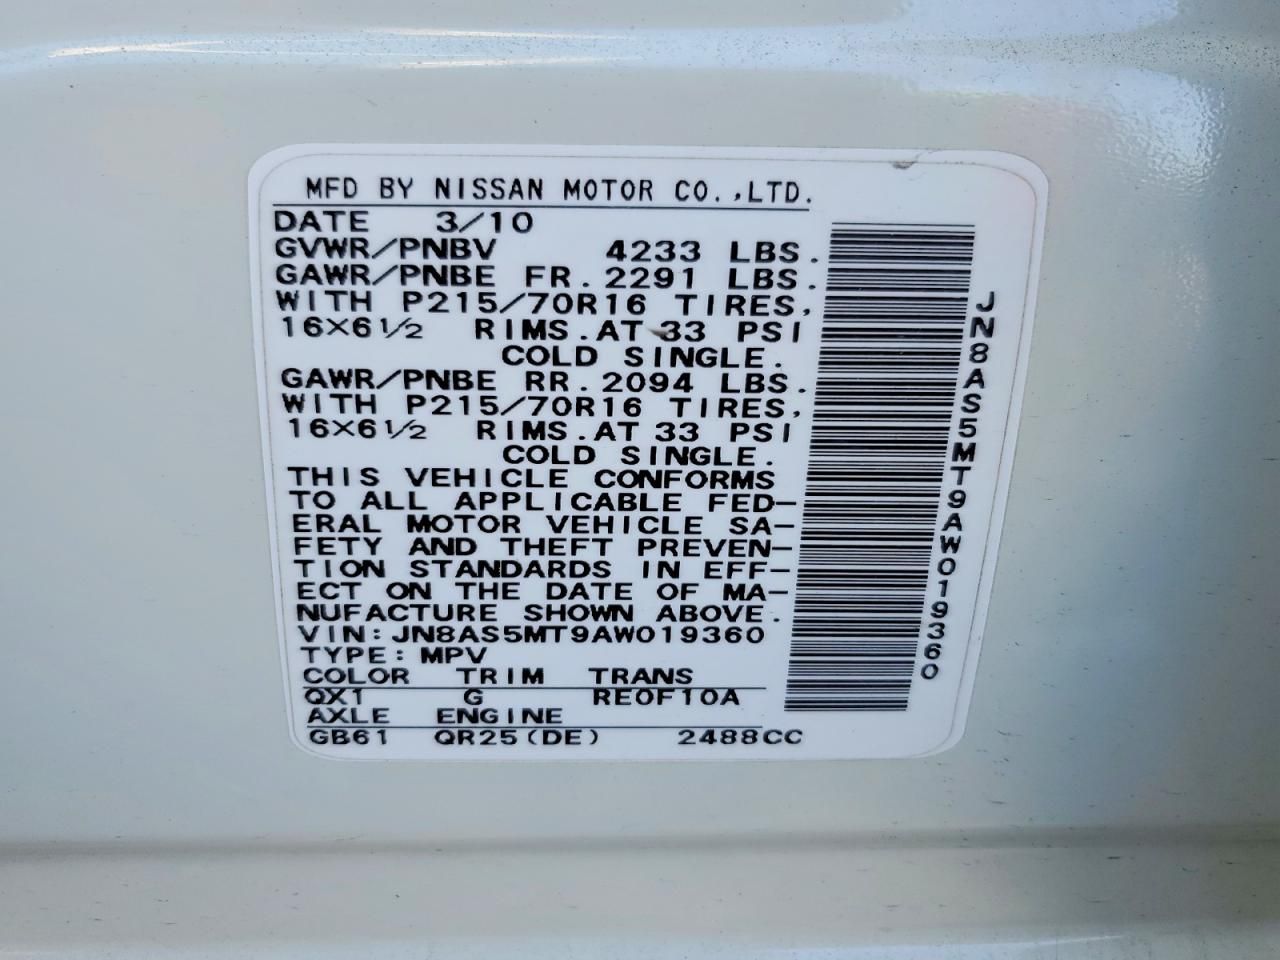 MFD BY NISSAN MOTOR CO.,LTD.
DATE 3/10
GVWR/PNBV 4233 LBS.
GAWR/PNBE FR.2291 LBS.
WITH P215/70R16 TIRES,
16×6½ RIMS.AT 33 PSI
COLD SINGLE.
GAWR/PNBE RR.2094 LBS.
WITH P215/70R16 TIRES,
16×6½ RIMS.AT 33 PSI
COLD SINGLE.
THIS VEHICLE CONFORMS
TO ALL APPLICABLE FED-
ERAL MOTOR VEHICLE SA-
FETY AND THEFT PREVEN-
TION STANDARDS IN EFF-
ECT ON THE DATE OF MA-
NUFACTURE SHOWN ABOVE.
VIN:JN8AS5MT9AW019360
TYPE:MPV
COLOR TRIM TRANS
QX1 G RE0F10A
AXLE ENGINE
GB61 QR25(DE) 2488CC
JN8AS5MT9AW019360